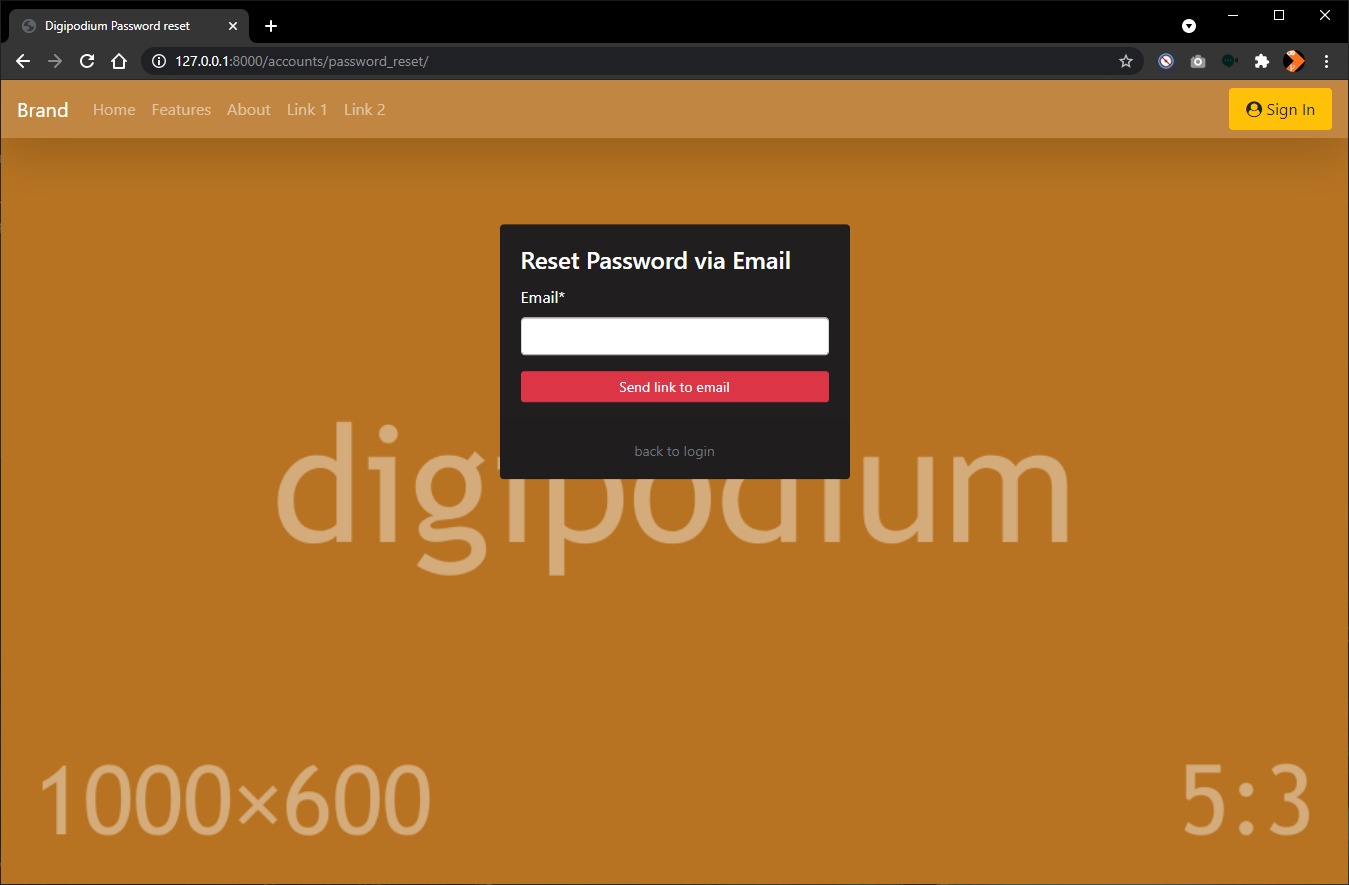 Digipodium Password reset
127.0.0.1:8000/accounts/password_reset/
Brand Home Features About Link 1 Link 2 Sign In
Reset Password via Email
Email*
Send link to email
back to login
digipodium
1000×600 5:3